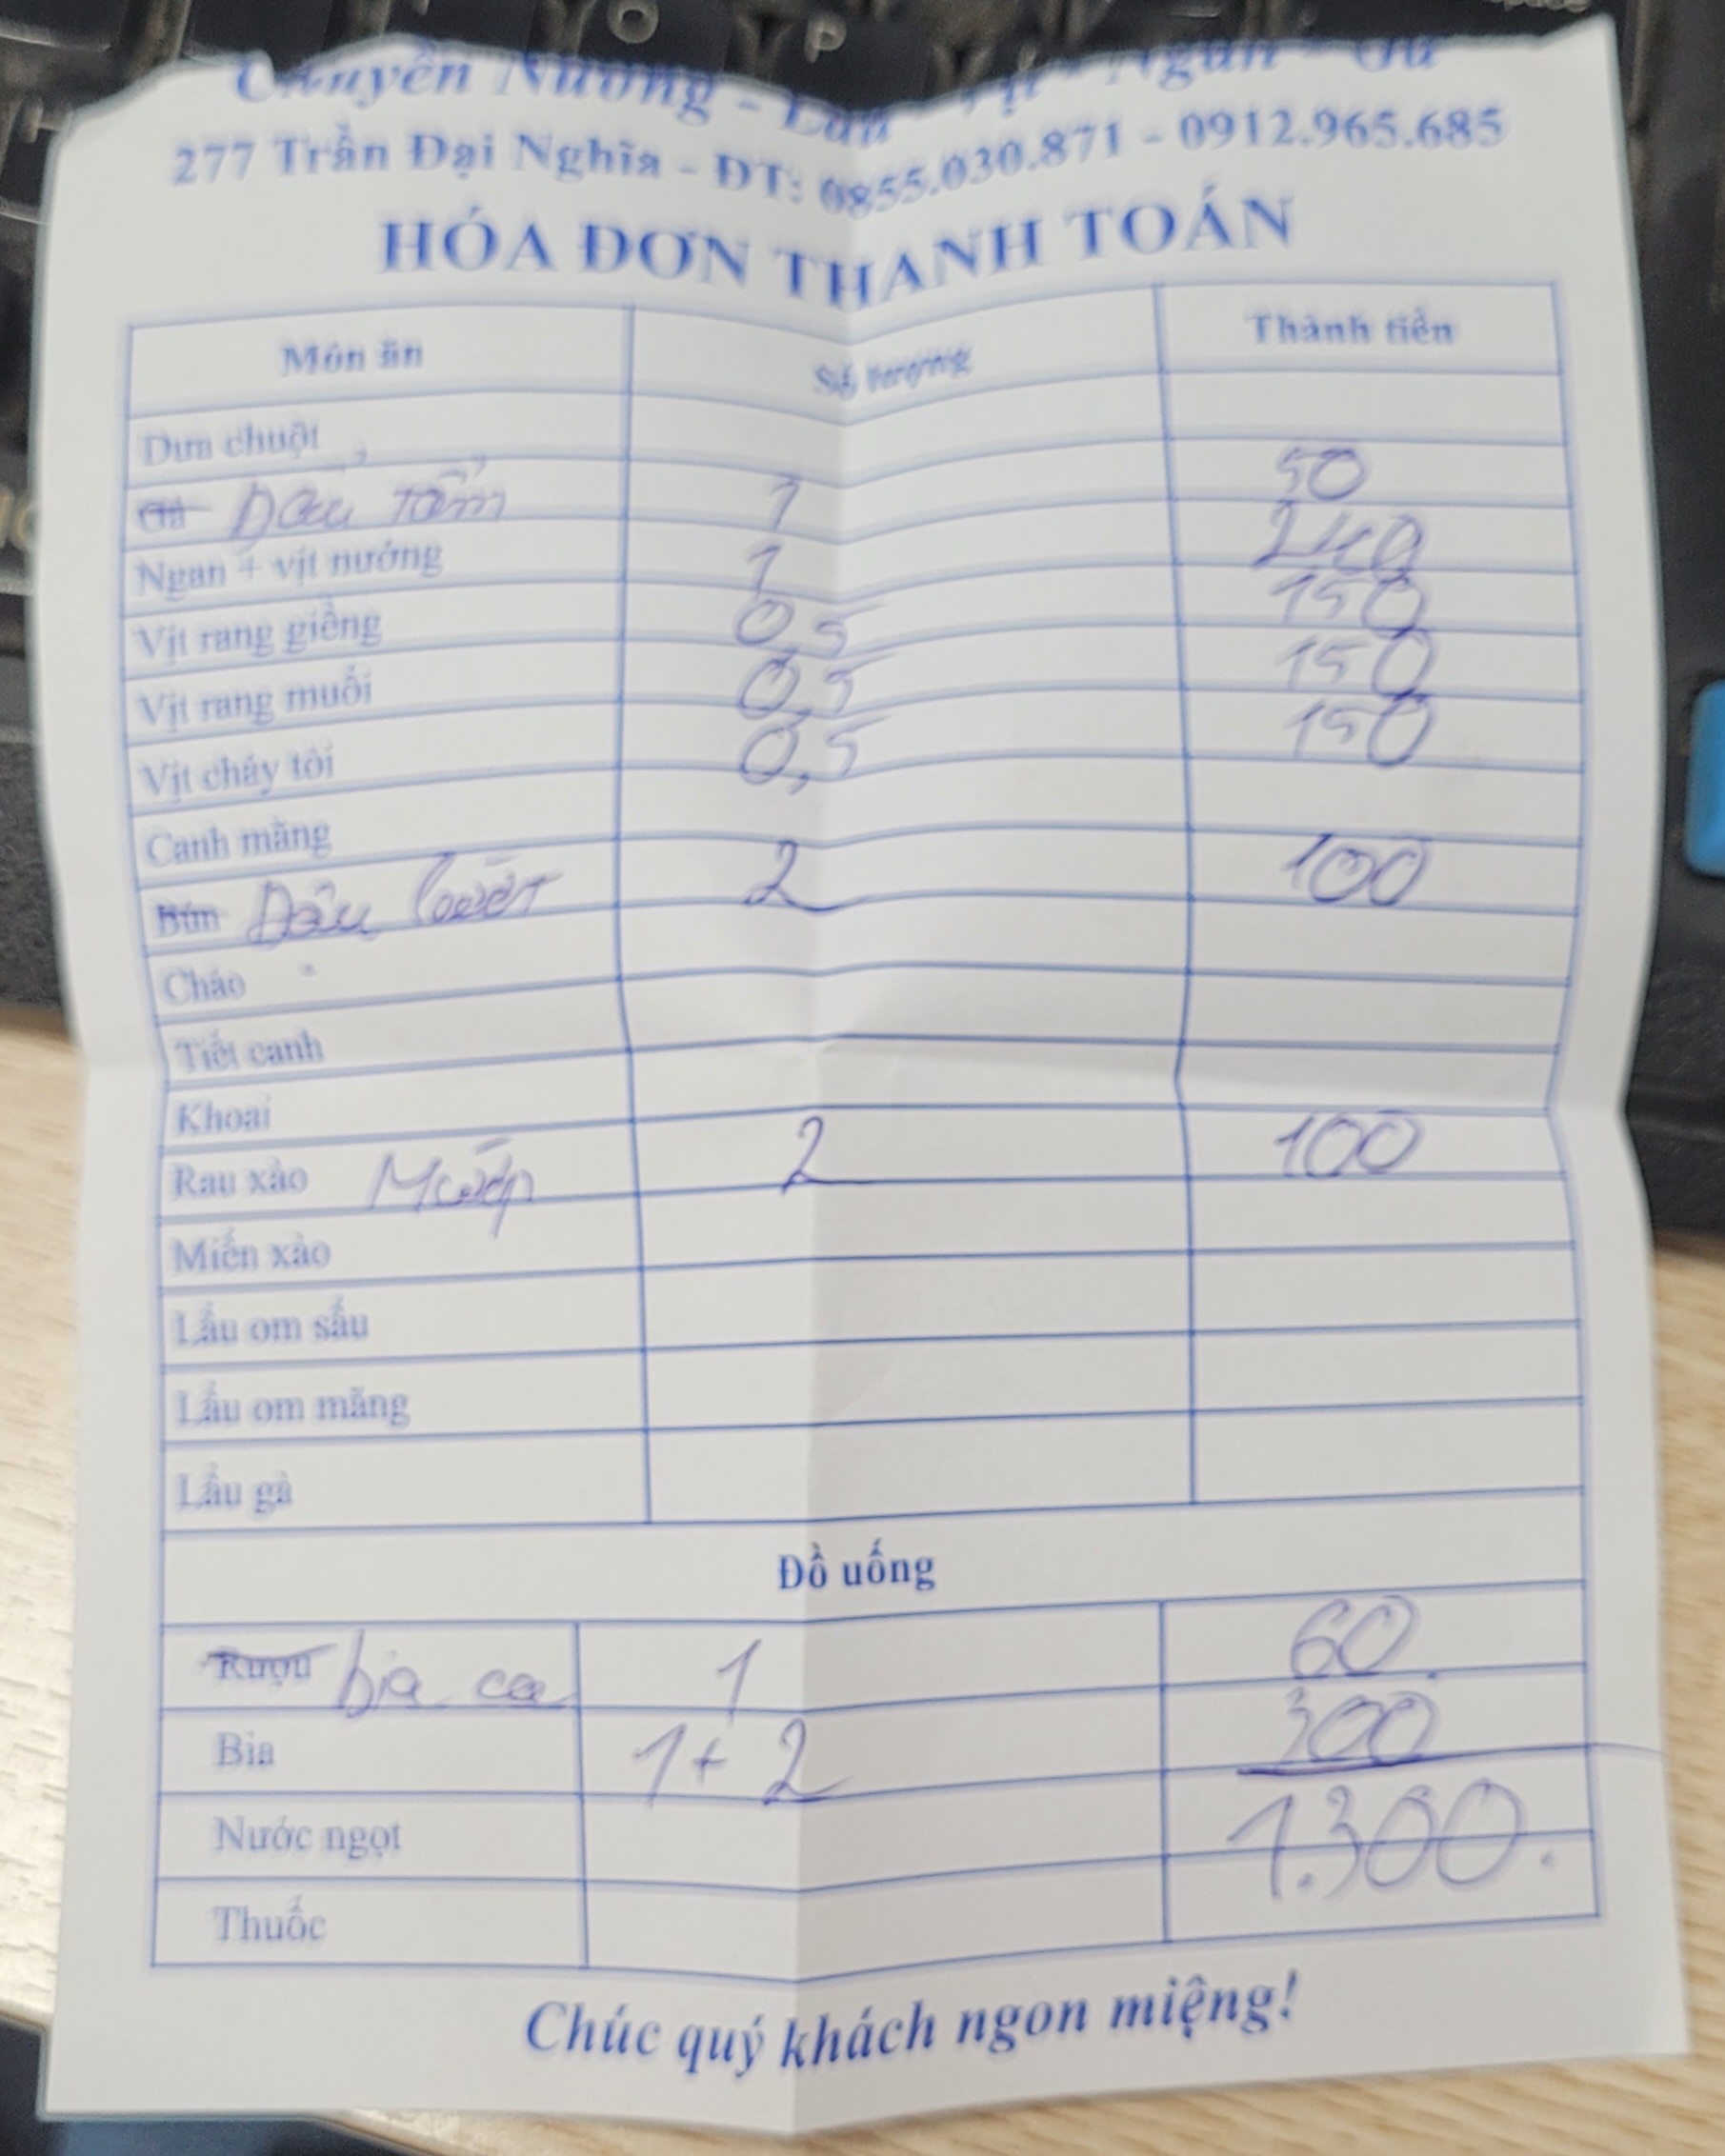 Chuyên Nướng - Lẩu - Vịt - Ngan - Gà
277 Trần Đại Nghĩa - ĐT: 0855.030.871 - 0912.965.685
HÓA ĐƠN THANH TOÁN
Món ăn Số lượng Thành tiền
Dưa chuột
Gà Đậu tẩm 1 50
Ngan + vịt nướng 1 240
Vịt rang giềng 0,5 150
Vịt rang muối 0,5 150
Vịt cháy tỏi 0,5 150
Canh măng
Bún Đậu lướt 2 100
Cháo
Tiết canh
Khoai
Rau xào Mướp 2 100
Miến xào
Lẩu om sấu
Lẩu om măng
Lẩu gà
Đồ uống
Rượu bia ca 1 60.
Bia 1+2 300
Nước ngọt 1.300.
Thuốc
Chúc quý khách ngon miệng!